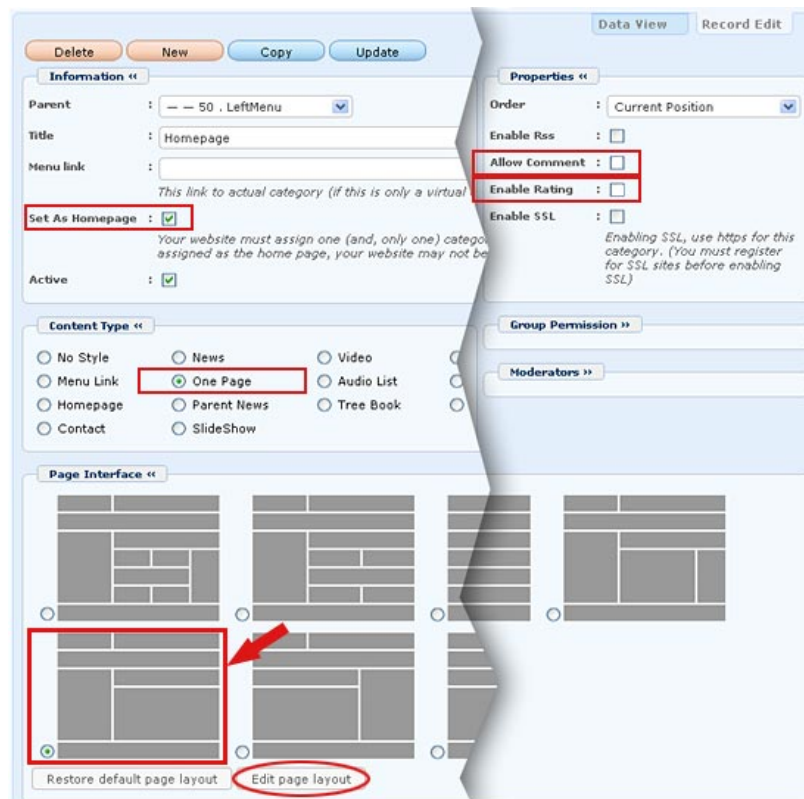 Data View Record Edit
Delete New Copy Update
Information «
Parent : — — 50 . LeftMenu
Title : Homepage
Menu link :
This link to actual category (if this is only a virtual
Set As Homepage :
Your website must assign one (and, only one) catego
assigned as the home page, your website may not be
Active :
Properties «
Order : Current Position
Enable Rss :
Allow Comment :
Enable Rating :
Enable SSL :
Enabling SSL, use https for this
category. (You must register
for SSL sites before enabling
SSL)
Content Type «
No Style News Video
Menu Link One Page Audio List
Homepage Parent News Tree Book
Contact SlideShow
Group Permission »
Moderators »
Page Interface «
Restore default page layout Edit page layout